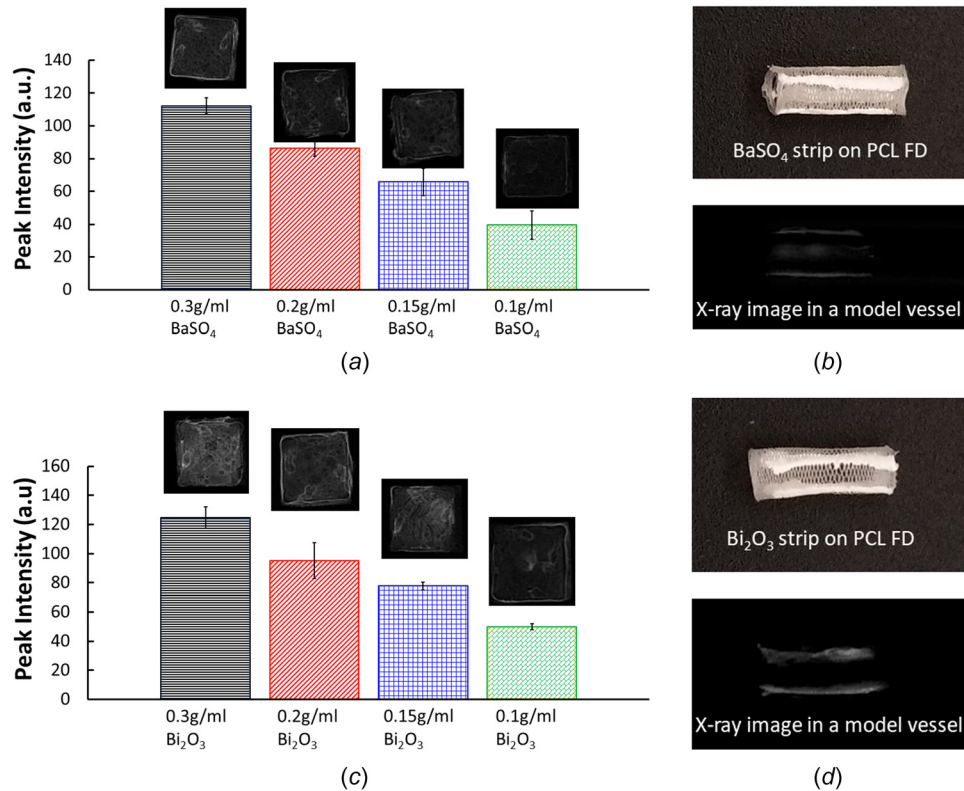 Peak Intensity (a.u.)
140
120
100
80
60
40
20
0
0.3g/ml
BaSO₄
0.2g/ml
BaSO₄
0.15g/ml
BaSO₄
0.1g/ml
BaSO₄
(a)
BaSO₄ strip on PCL FD
X-ray image in a model vessel
(b)
Peak Intensity (a.u)
160
140
120
100
80
60
40
20
0
0.3g/ml
Bi₂O₃
0.2g/ml
Bi₂O₃
0.15g/ml
Bi₂O₃
0.1g/ml
Bi₂O₃
(c)
Bi₂O₃ strip on PCL FD
X-ray image in a model vessel
(d)